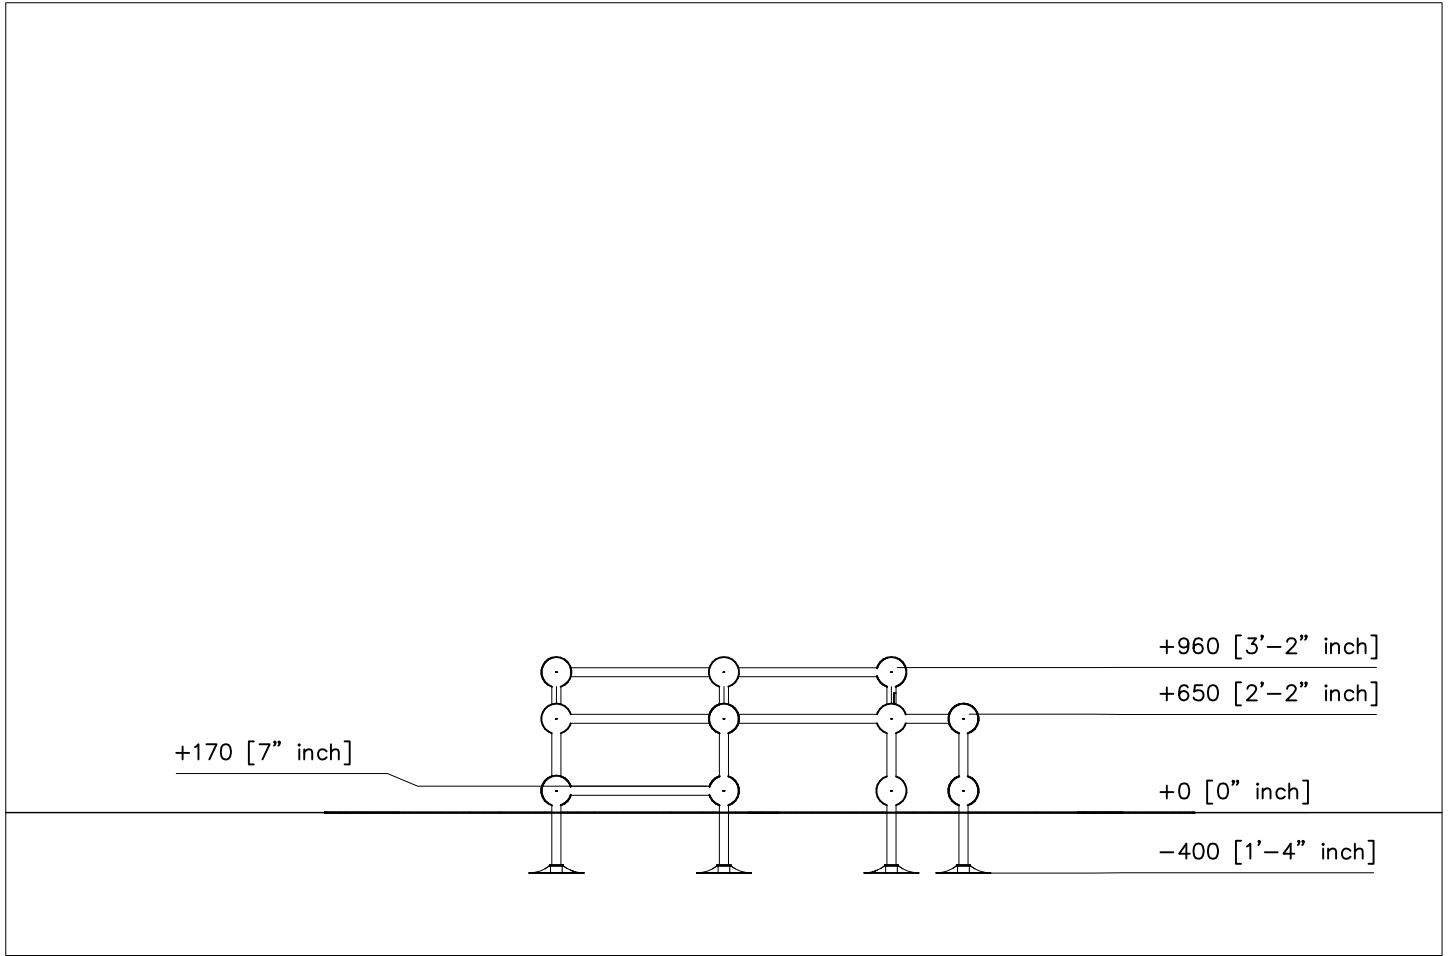 +960 [3’−2” inch]
+650 [2’−2” inch]
+170 [7” inch]
+0 [0” inch]
−400 [1’−4” inch]